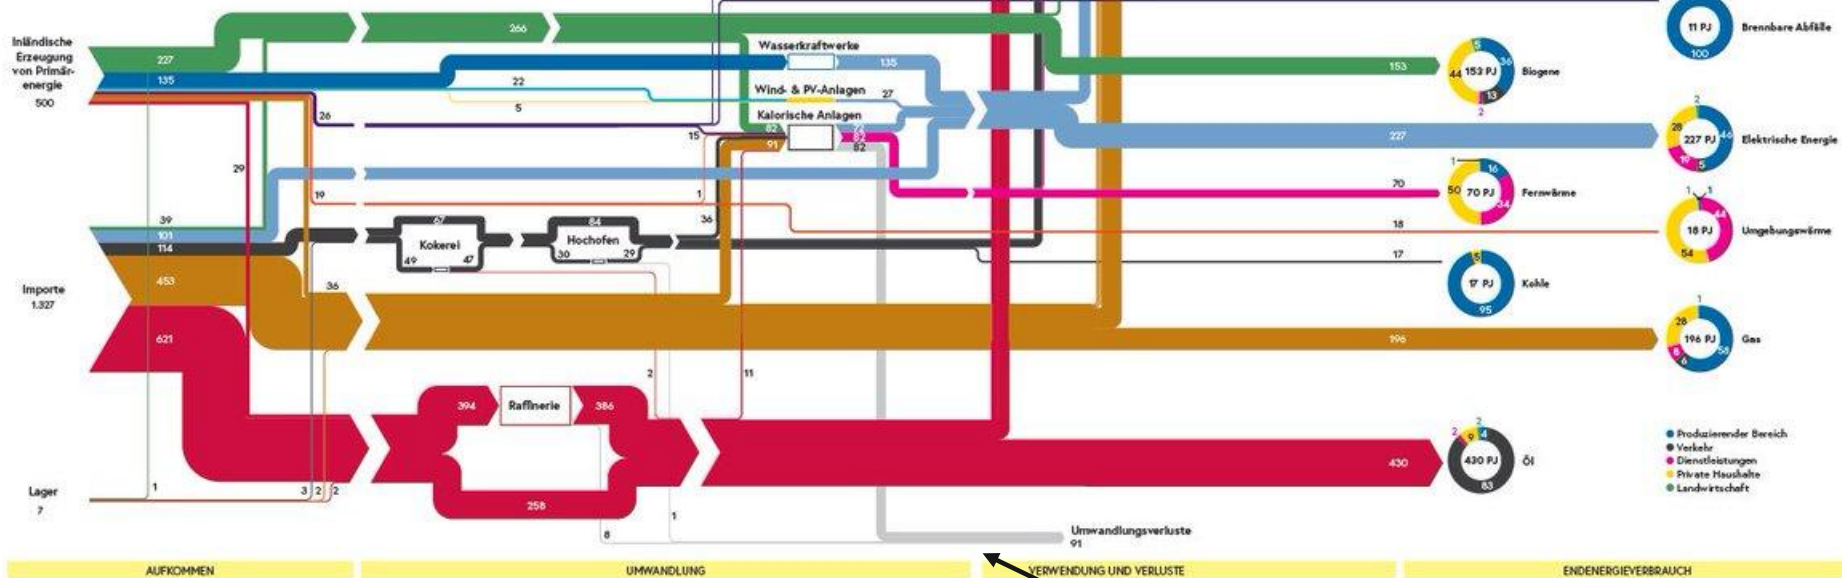 Inländische
Erzeugung
von Primär-
energie
500
227
135
266
22
5
26
29
19
Wasserkraftwerke
135
Wind- & PV-Anlagen
27
Kalorische Anlagen
62
15
91
82
82
1
36
153
227
70
18
17
196
430
39
101
114
453
621
Importe
1.327
67
Kokerei
49
47
84
Hochofen
30
29
36
2
11
394
Raffinerie
386
258
8
1
Lager
7
1
3
2
2
Umwandlungsverluste
91
11 PJ
100
Brennbare Abfälle
5
36
44
153 PJ
13
2
Biogene
2
28
46
227 PJ
19
5
Elektrische Energie
1
16
50
70 PJ
34
Fernwärme
1
1
44
18 PJ
54
Umgebungswärme
5
17 PJ
95
Kohle
1
28
196 PJ
58
8
6
Gas
2
2
9
4
430 PJ
83
Öl
Produzierender Bereich
Verkehr
Dienstleistungen
Private Haushalte
Landwirtschaft
AUFKOMMEN
UMWANDLUNG
VERWENDUNG UND VERLUSTE
ENDENERGIEVERBRAUCH